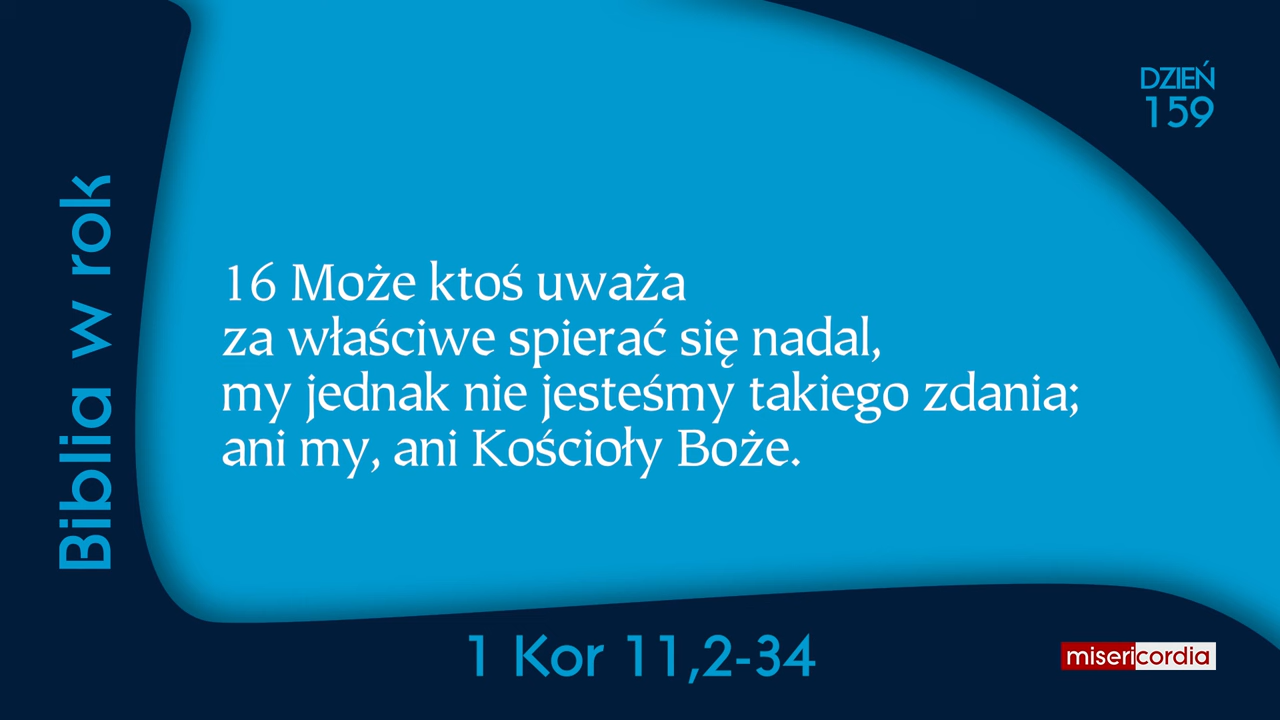 DZIEŃ
159
Biblia w rok
16 Może ktoś uważa
za właściwe spierać się nadal,
my jednak nie jesteśmy takiego zdania;
ani my, ani Kościoły Boże.
1 Kor 11,2-34
misericordia